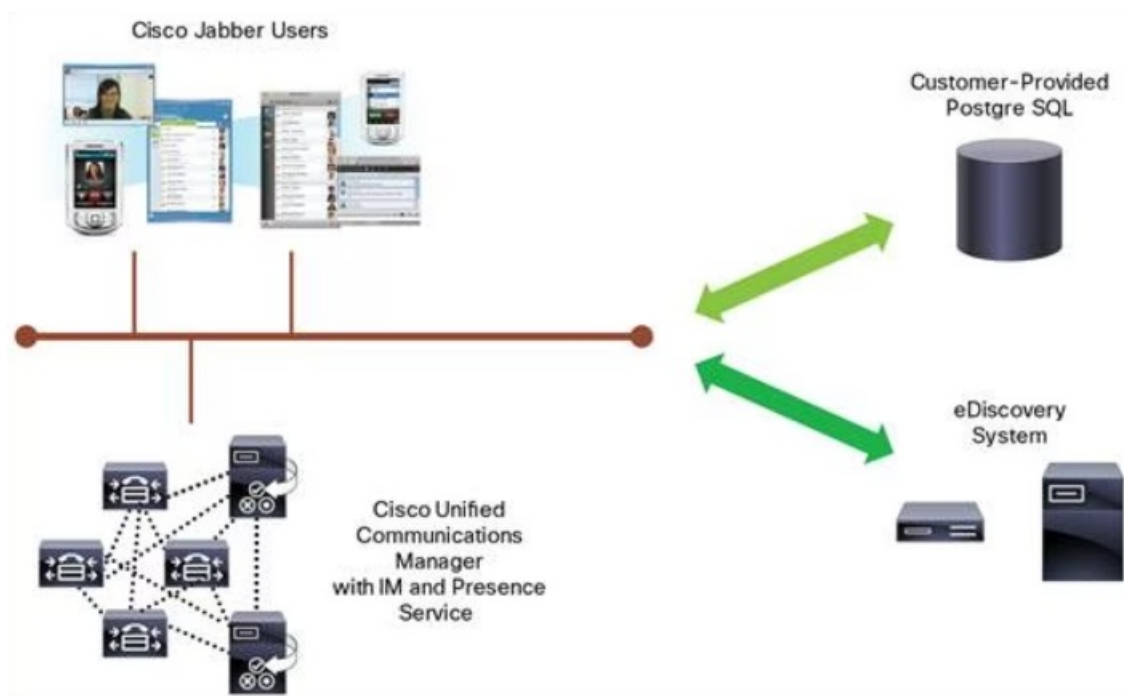 Cisco Jabber Users
Customer-Provided
Postgre SQL
eDiscovery
System
Cisco Unified
Communications
Manager
with IM and Presence
Service